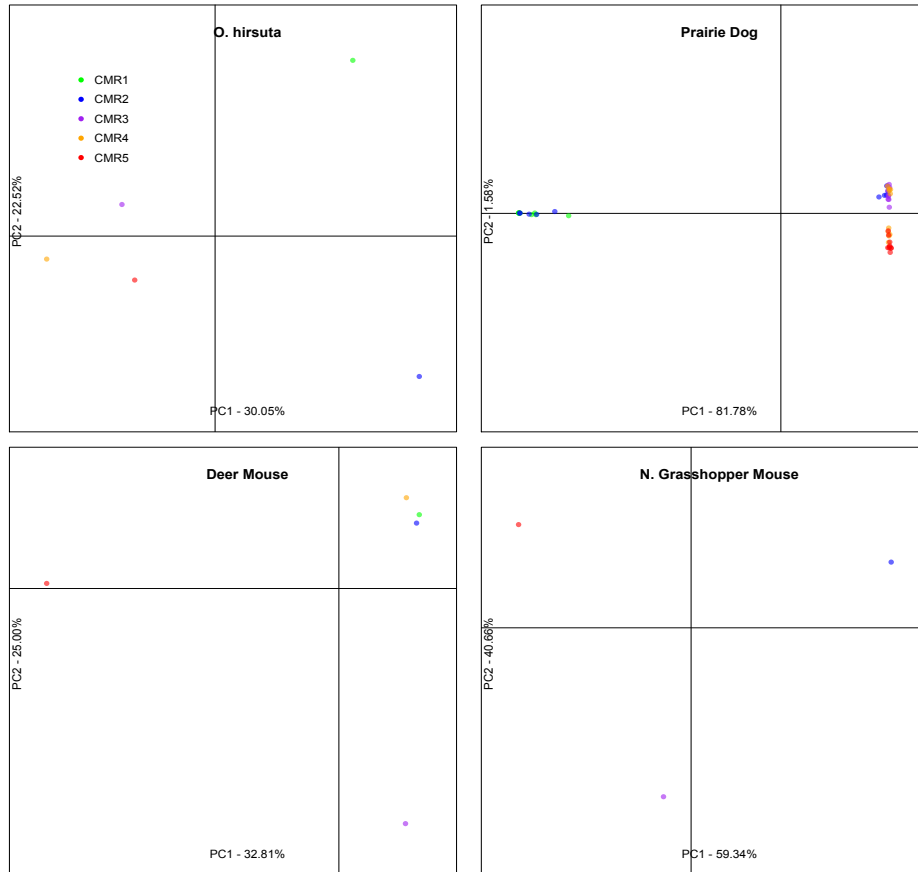 O. hirsuta
CMR1
CMR2
CMR3
CMR4
CMR5
PC2 - 22.52%
PC1 - 30.05%
Prairie Dog
PC2 - 1.58%
PC1 - 81.78%
Deer Mouse
PC2 - 25.00%
PC1 - 32.81%
N. Grasshopper Mouse
PC2 - 40.66%
PC1 - 59.34%